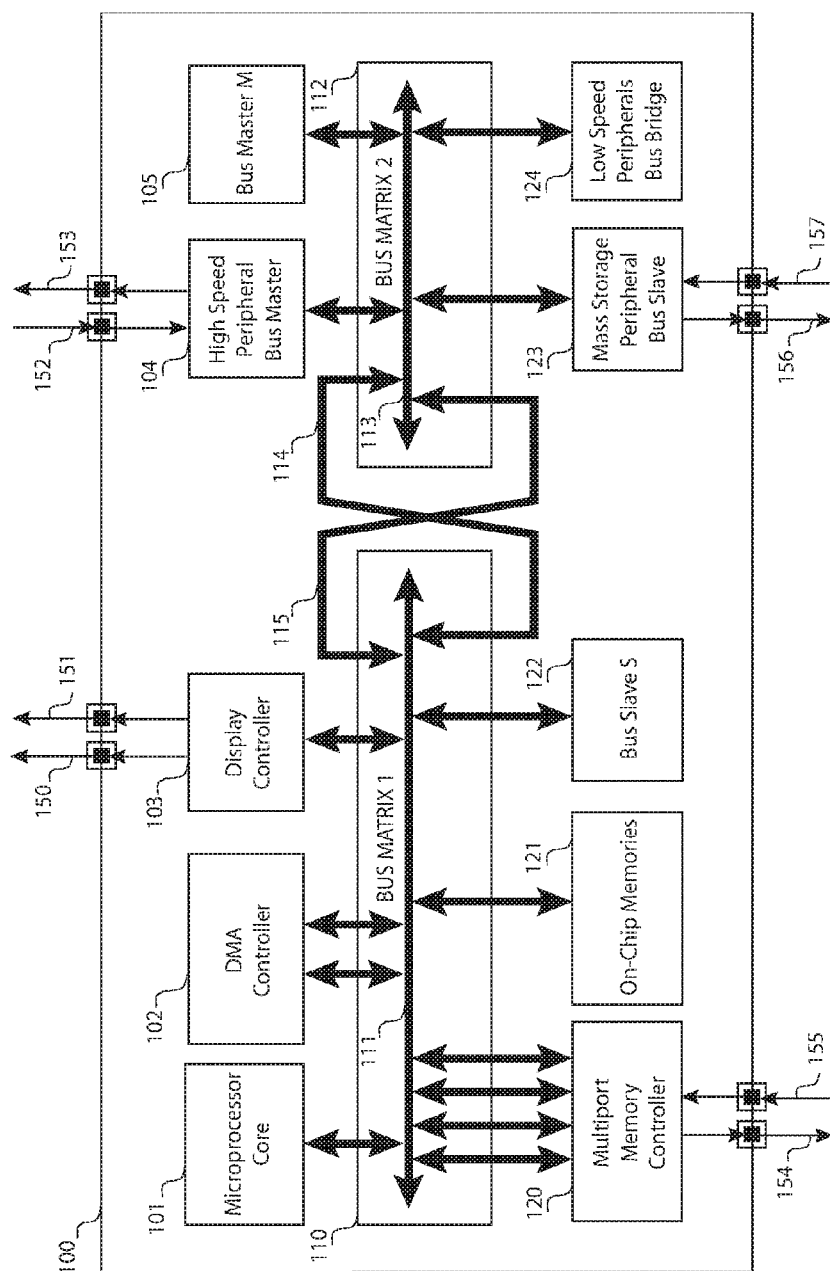 100
150
151
152
153
101
Microprocessor
Core
102
DMA
Controller
103
Display
Controller
104
High Speed
Peripheral
Bus Master
105
Bus Master M
115
114
110
BUS MATRIX 1
111
BUS MATRIX 2
112
113
120
Multiport
Memory
Controller
121
On-Chip Memories
122
Bus Slave S
123
Mass Storage
Peripheral
Bus Slave
124
Low Speed
Peripherals
Bus Bridge
154
155
156
157